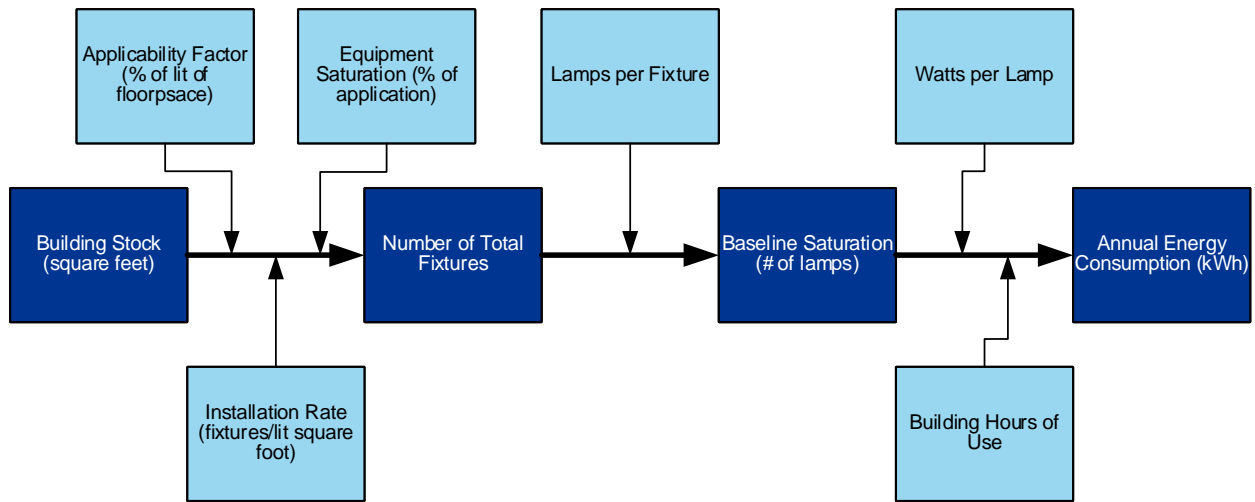 Applicability Factor
(% of lit of
floorpsace)
Equipment
Saturation (% of
application)
Lamps per Fixture
Watts per Lamp
Building Stock
(square feet)
Number of Total
Fixtures
Baseline Saturation
(# of lamps)
Annual Energy
Consumption (kWh)
Installation Rate
(fixtures/lit square
foot)
Building Hours of
Use